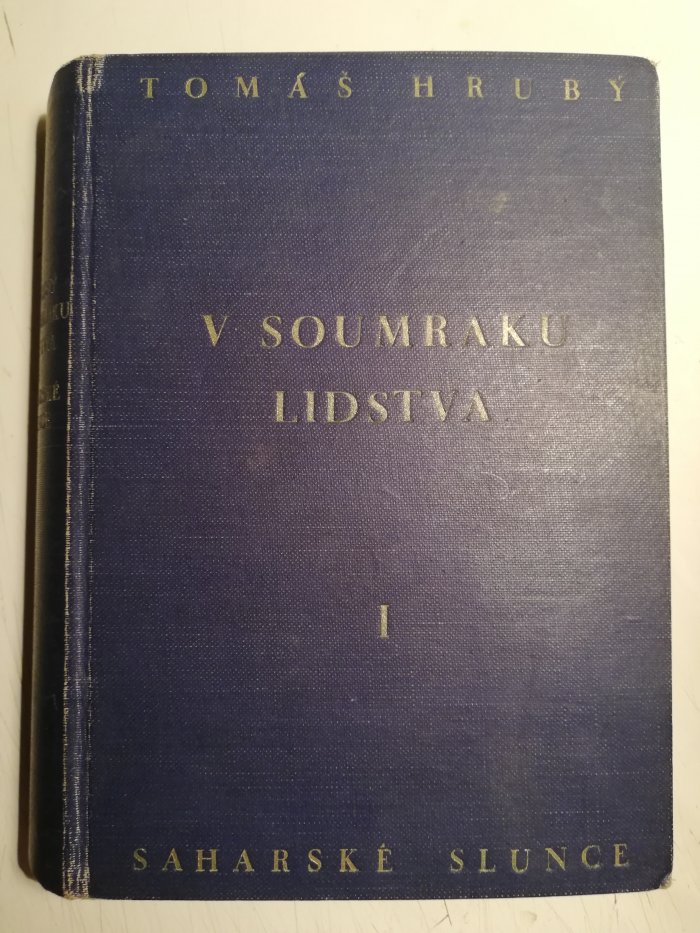 TOMÁŠ HRUBÝ
V SOUMRAKU
LIDSTVA
I
SAHARSKÉ SLUNCE